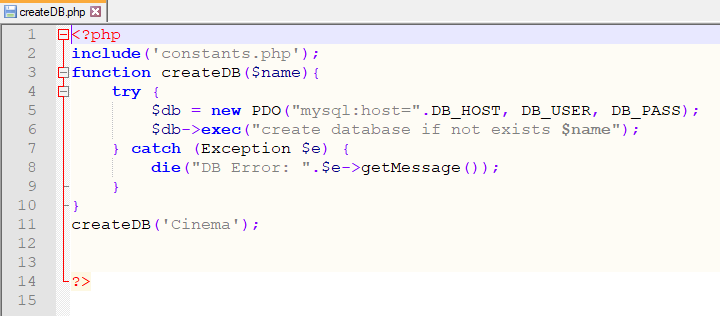 createDB.php
1 <?php
2 include('constants.php');
3 function createDB($name){
4     try {
5         $db = new PDO("mysql:host=".DB_HOST, DB_USER, DB_PASS);
6         $db->exec("create database if not exists $name");
7     } catch (Exception $e) {
8         die("DB Error: ".$e->getMessage());
9     }
10 }
11 createDB('Cinema');
12
13
14 ?>
15